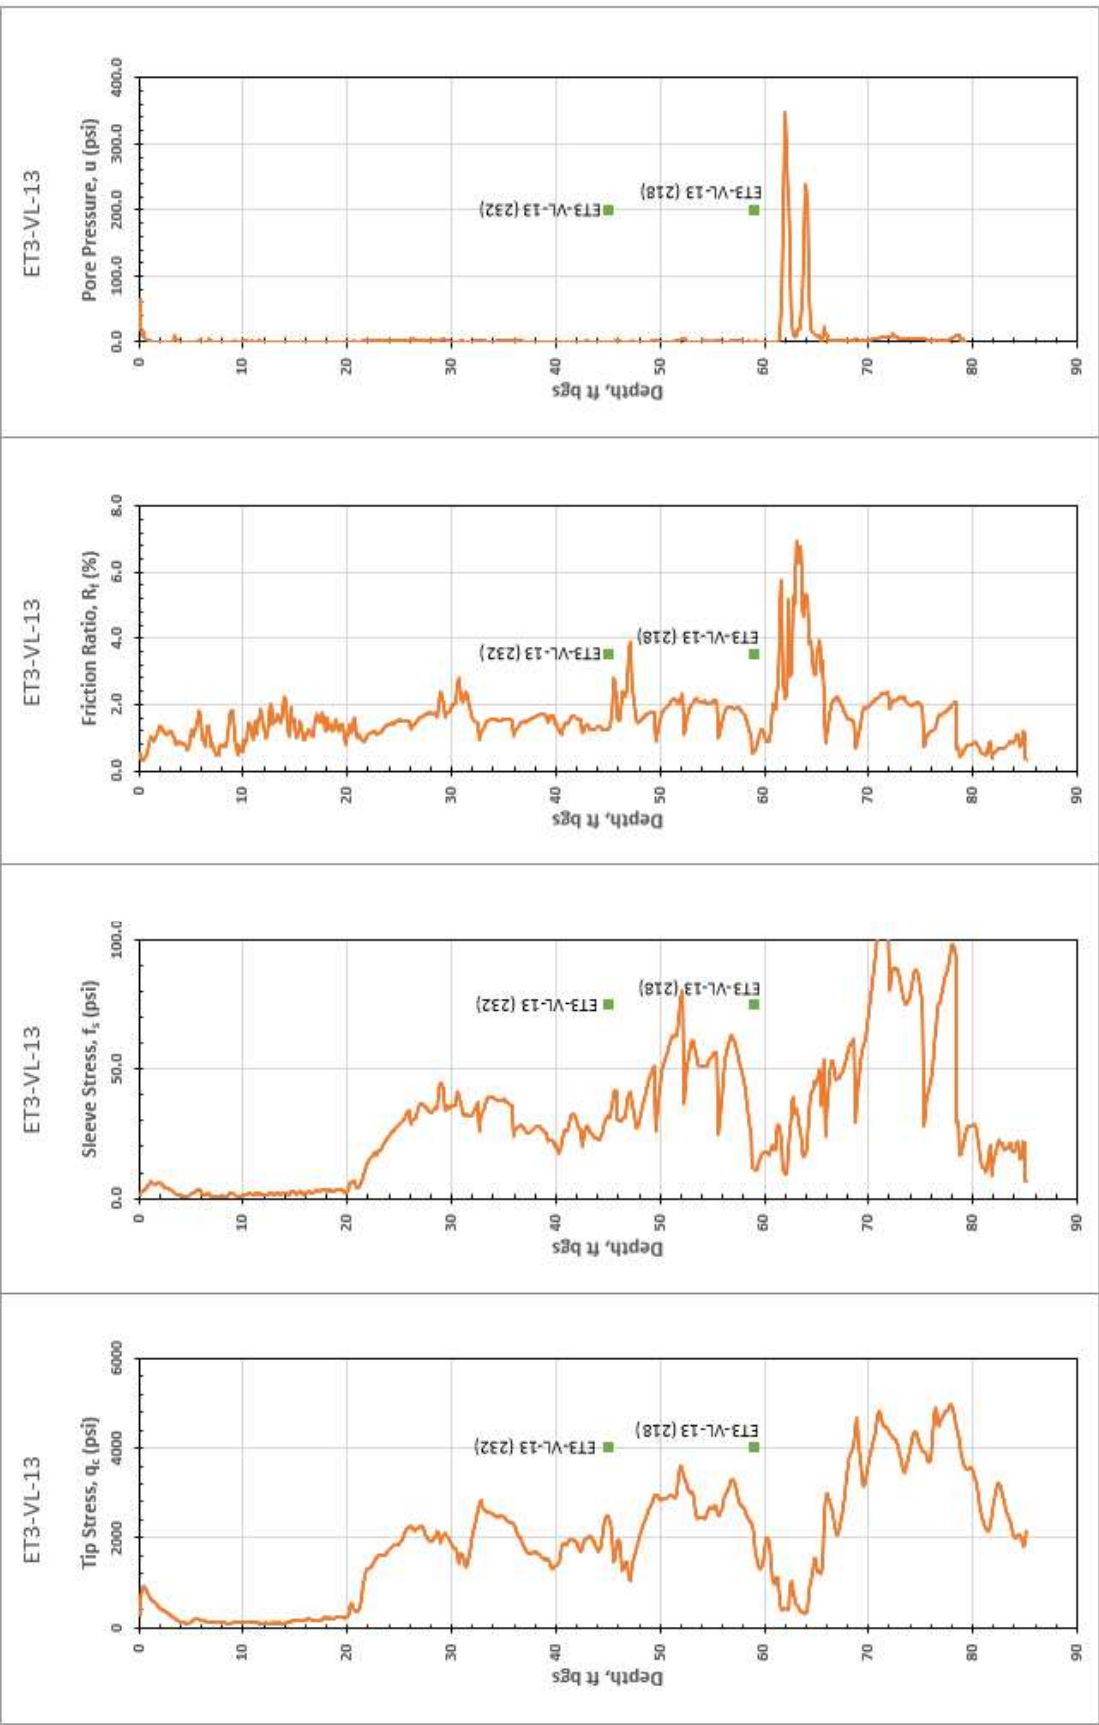 ET3-VL-13
Pore Pressure, u (psi)
0.0
100.0
200.0
300.0
400.0
0
10
20
30
40
50
60
70
80
90
Depth, ft bgs
ET3-VL-13 (232)
ET3-VL-13 (218)
ET3-VL-13
Friction Ratio, Rf (%)
0.0
2.0
4.0
6.0
8.0
0
10
20
30
40
50
60
70
80
90
Depth, ft bgs
ET3-VL-13 (232)
ET3-VL-13 (218)
ET3-VL-13
Sleeve Stress, fs (psi)
0.0
50.0
100.0
0
10
20
30
40
50
60
70
80
90
Depth, ft bgs
ET3-VL-13 (232)
ET3-VL-13 (218)
ET3-VL-13
Tip Stress, qc (psi)
0
2000
4000
6000
0
10
20
30
40
50
60
70
80
90
Depth, ft bgs
ET3-VL-13 (232)
ET3-VL-13 (218)